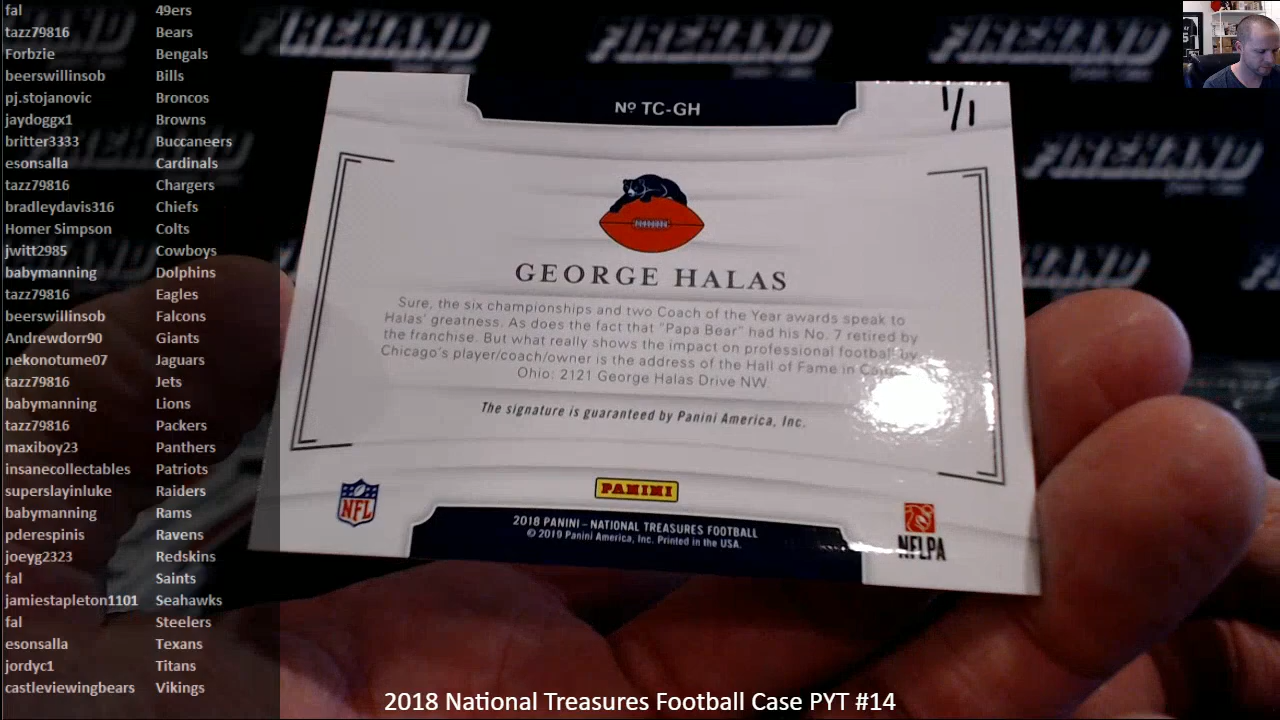 fal 49ers
tazz79816 Bears
Forbzie Bengals
beerswillinsob Bills
pj.stojanovic Broncos
jaydoggx1 Browns
britter3333 Buccaneers
esonsalla Cardinals
tazz79816 Chargers
bradleydavis316 Chiefs
Homer Simpson Colts
jwitt2985 Cowboys
babymanning Dolphins
tazz79816 Eagles
beerswillinsob Falcons
Andrewdorr90 Giants
nekonotume07 Jaguars
tazz79816 Jets
babymanning Lions
tazz79816 Packers
maxiboy23 Panthers
insanecollectables Patriots
superslayinluke Raiders
babymanning Rams
pderespinis Ravens
joeyg2323 Redskins
fal Saints
jamiestapleton1101 Seahawks
fal Steelers
esonsalla Texans
jordyc1 Titans
castleviewingbears Vikings
FIREHAND FIREHAND FIREHAND
FIREHAND
FIREHAND
Nº TC-GH
1/1
GEORGE HALAS
Sure, the six championships and two Coach of the Year awards speak to
Halas' greatness. As does the fact that "Papa Bear" had his No. 7 retired by
the franchise. But what really shows the impact on professional football by
Chicago's player/coach/owner is the address of the Hall of Fame in
Ohio: 2121 George Halas Drive NW
The signature is guaranteed by Panini America, Inc.
NFL
PANINI
NFLPA
2018 PANINI – NATIONAL TREASURES FOOTBALL
© 2019 Panini America, Inc. Printed in the USA.
2018 National Treasures Football Case PYT #14